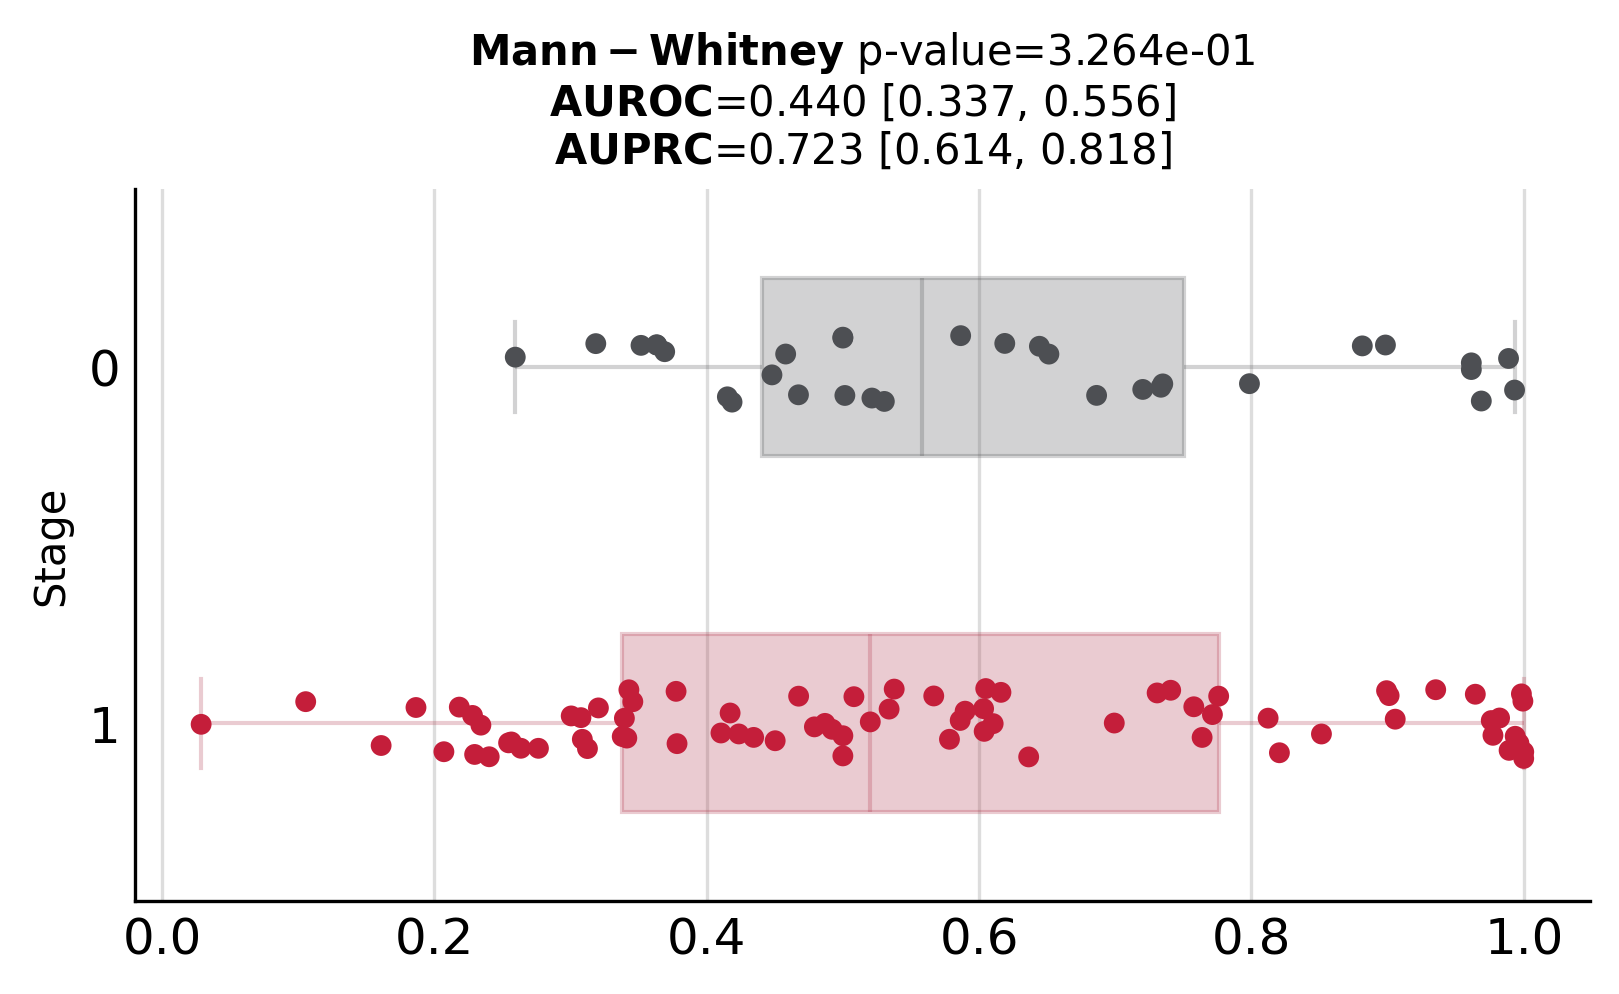 Mann − Whitney p-value=3.264e-01
AUROC=0.440 [0.337, 0.556]
AUPRC=0.723 [0.614, 0.818]
0
Stage
1
0.0 0.2 0.4 0.6 0.8 1.0